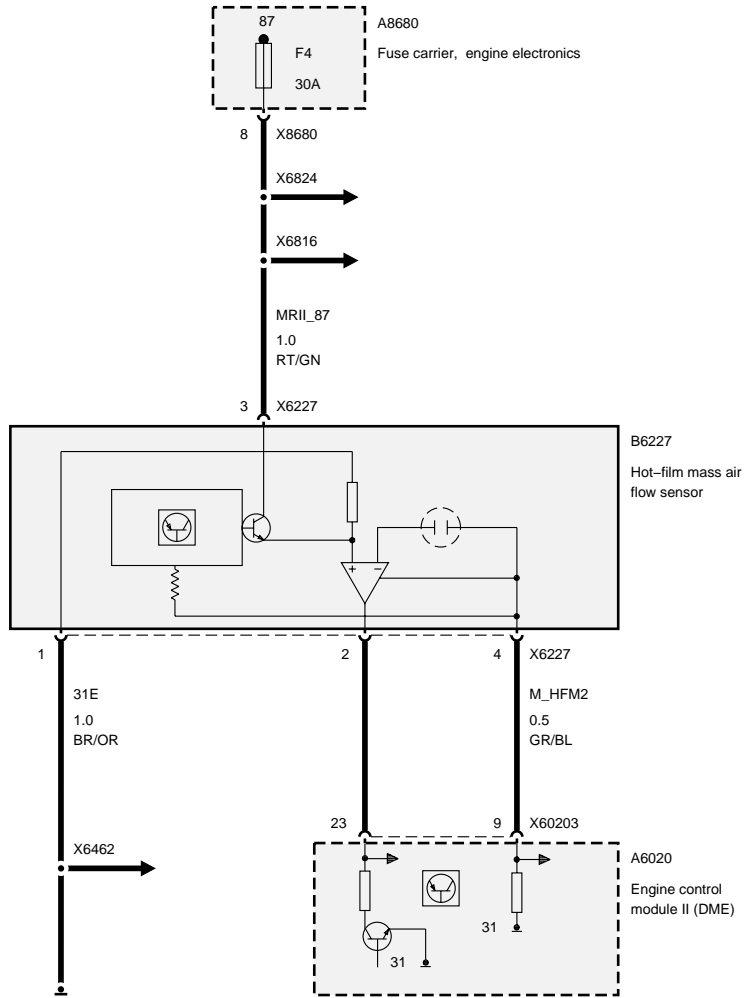 87
A8680
F4
Fuse carrier, engine electronics
30A
8 X8680
X6824
X6816
MRII_87
1.0
RT/GN
3 X6227
B6227
Hot-film mass air
flow sensor
+ -
1 2 4 X6227
31E
1.0
BR/OR
M_HFM2
0.5
GR/BL
23 9 X60203
X6462
A6020
Engine control
module II (DME)
31
31